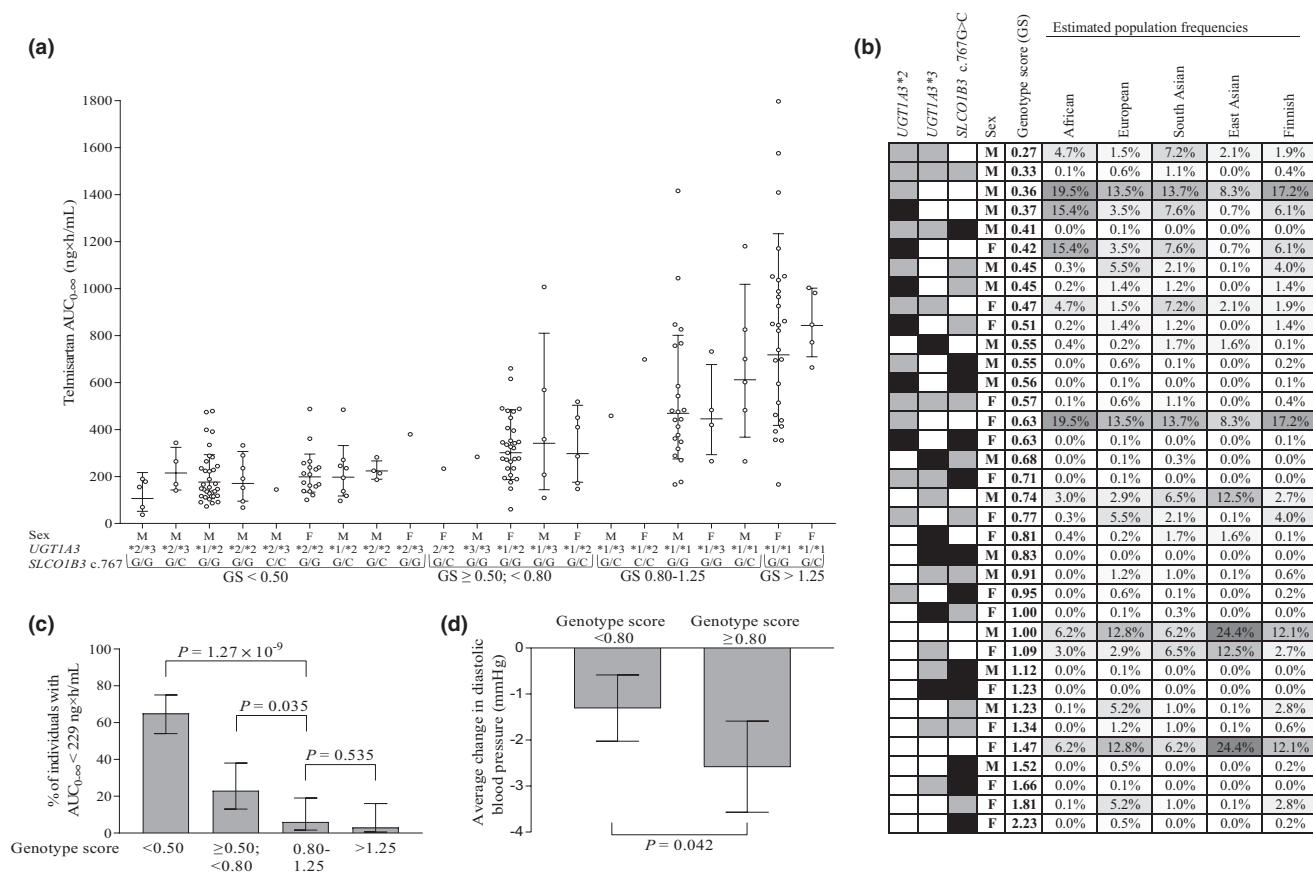 (a)
Telmisartan AUC0-∞ (ng×h/mL)
1800
1600
1400
1200
1000
800
600
400
200
0
Sex M M M M M F M M F F M F M F M F M F M F F
UGT1A3 *2/*3 *2/*3 *1/*2 *2/*2 *2/*3 *1/*2 *1/*2 *2/*2 *2/*3 2/*2 *3/*3 *1/*2 *1/*3 *1/*2 *1/*3 *1/*2 *1/*1 *1/*3 *1/*1 *1/*1 *1/*1
SLCO1B3 c.767 G/G G/C G/G G/G C/C G/G G/C G/C G/G G/C G/G G/G G/G G/C G/C C/C G/G G/G G/C G/G G/C
GS < 0.50 GS ≥ 0.50; < 0.80 GS 0.80-1.25 GS > 1.25
(b)
Estimated population frequencies
UGT1A3*2 UGT1A3*3 SLCO1B3 c.767G>C Sex Genotype score (GS) African European South Asian East Asian Finnish
M 0.27 4.7% 1.5% 7.2% 2.1% 1.9%
M 0.33 0.1% 0.6% 1.1% 0.0% 0.4%
M 0.36 19.5% 13.5% 13.7% 8.3% 17.2%
M 0.37 15.4% 3.5% 7.6% 0.7% 6.1%
M 0.41 0.0% 0.1% 0.0% 0.0% 0.0%
F 0.42 15.4% 3.5% 7.6% 0.7% 6.1%
M 0.45 0.3% 5.5% 2.1% 0.1% 4.0%
M 0.45 0.2% 1.4% 1.2% 0.0% 1.4%
F 0.47 4.7% 1.5% 7.2% 2.1% 1.9%
F 0.51 0.2% 1.4% 1.2% 0.0% 1.4%
M 0.55 0.4% 0.2% 1.7% 1.6% 0.1%
M 0.55 0.0% 0.6% 0.1% 0.0% 0.2%
M 0.56 0.0% 0.1% 0.0% 0.0% 0.1%
F 0.57 0.1% 0.6% 1.1% 0.0% 0.4%
F 0.63 19.5% 13.5% 13.7% 8.3% 17.2%
F 0.63 0.0% 0.1% 0.0% 0.0% 0.1%
M 0.68 0.0% 0.1% 0.3% 0.0% 0.0%
F 0.71 0.0% 0.1% 0.0% 0.0% 0.0%
M 0.74 3.0% 2.9% 6.5% 12.5% 2.7%
F 0.77 0.3% 5.5% 2.1% 0.1% 4.0%
F 0.81 0.4% 0.2% 1.7% 1.6% 0.1%
M 0.83 0.0% 0.0% 0.0% 0.0% 0.0%
M 0.91 0.0% 1.2% 1.0% 0.1% 0.6%
F 0.95 0.0% 0.6% 0.1% 0.0% 0.2%
F 1.00 0.0% 0.1% 0.3% 0.0% 0.0%
M 1.00 6.2% 12.8% 6.2% 24.4% 12.1%
F 1.09 3.0% 2.9% 6.5% 12.5% 2.7%
M 1.12 0.0% 0.1% 0.0% 0.0% 0.0%
F 1.23 0.0% 0.0% 0.0% 0.0% 0.0%
M 1.23 0.1% 5.2% 1.0% 0.1% 2.8%
F 1.34 0.0% 1.2% 1.0% 0.1% 0.6%
F 1.47 6.2% 12.8% 6.2% 24.4% 12.1%
M 1.52 0.0% 0.5% 0.0% 0.0% 0.2%
F 1.66 0.0% 0.1% 0.0% 0.0% 0.0%
F 1.81 0.1% 5.2% 1.0% 0.1% 2.8%
F 2.23 0.0% 0.5% 0.0% 0.0% 0.2%
(c)
% of individuals with
AUC0-∞ < 229 ng×h/mL
100
80
60
40
20
0
P = 1.27 × 10-9
P = 0.035
P = 0.535
Genotype score <0.50 ≥0.50; <0.80 0.80-1.25 >1.25
(d)
Genotype score <0.80
Genotype score ≥0.80
Average change in diastolic
blood pressure (mmHg)
0
-1
-2
-3
-4
P = 0.042